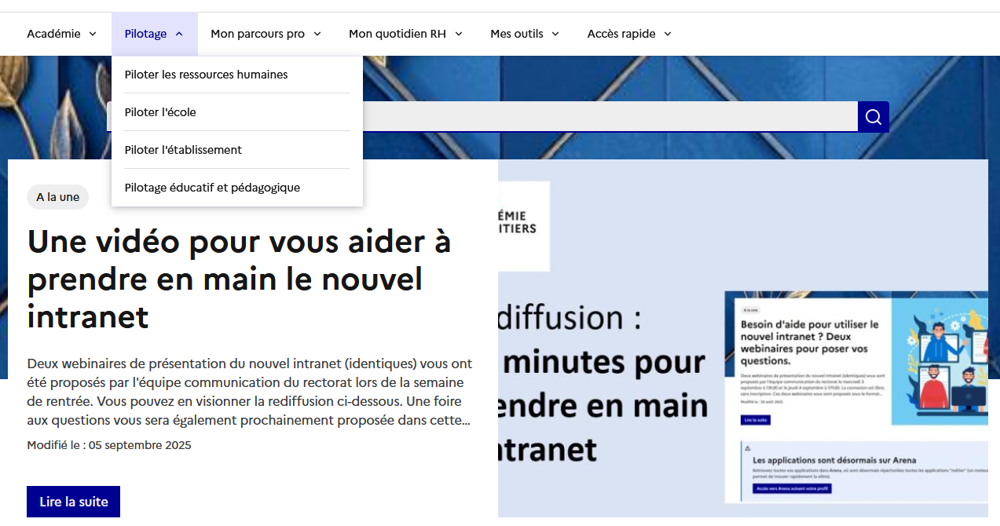 Académie
Pilotage
Mon parcours pro
Mon quotidien RH
Mes outils
Accès rapide
Piloter les ressources humaines
Piloter l'école
Piloter l'établissement
Pilotage éducatif et pédagogique
A la une
Une vidéo pour vous aider à
prendre en main le nouvel
intranet
Deux webinaires de présentation du nouvel intranet (identiques) vous ont
été proposés par l'équipe communication du rectorat lors de la semaine
de rentrée. Vous pouvez en visionner la rediffusion ci-dessous. Une foire
aux questions vous sera également prochainement proposée dans cette...
Modifié le : 05 septembre 2025
Lire la suite
ÉMIE
ITIERS
diffusion :
minutes pour
endre en main
ntranet
A la une
Besoin d'aide pour utiliser le
nouvel intranet ? Deux
webinaires pour poser vos
questions.
Deux webinaires de présentation du nouvel intranet (identiques) vous sont
proposés par l'équipe communication du rectorat le mercredi 3
septembre à 13h30 et le jeudi 4 septembre à 17h30. La connexion est libre,
sans inscription. Ces deux webinaires vous sont proposés sous le format...
Modifié le : 29 août 2025
Lire la suite
Les applications sont désormais sur Arena
Retrouvez toutes vos applications dans Arena, où sont désormais répertoriées toutes les applications "métier" (un moteur
permet de trouver rapidement la vôtre).
Accès vers Arena suivant votre profil